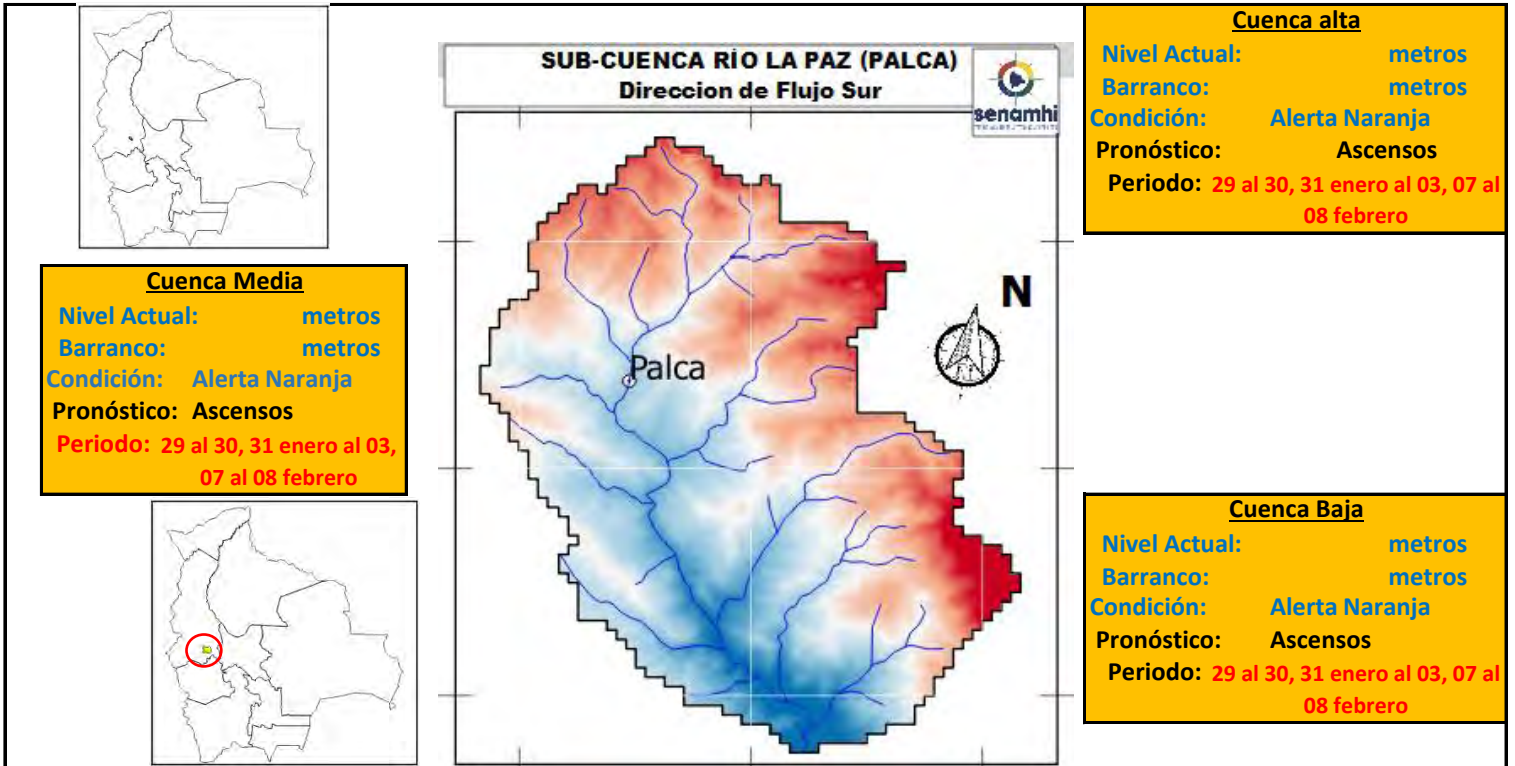 SUB-CUENCA RÍO LA PAZ (PALCA)
Direccion de Flujo Sur
senamhi
Palca
N
Cuenca alta
Nivel Actual: metros
Barranco: metros
Condición: Alerta Naranja
Pronóstico: Ascensos
Periodo: 29 al 30, 31 enero al 03, 07 al
08 febrero
Cuenca Media
Nivel Actual: metros
Barranco: metros
Condición: Alerta Naranja
Pronóstico: Ascensos
Periodo: 29 al 30, 31 enero al 03,
07 al 08 febrero
Cuenca Baja
Nivel Actual: metros
Barranco: metros
Condición: Alerta Naranja
Pronóstico: Ascensos
Periodo: 29 al 30, 31 enero al 03, 07 al
08 febrero